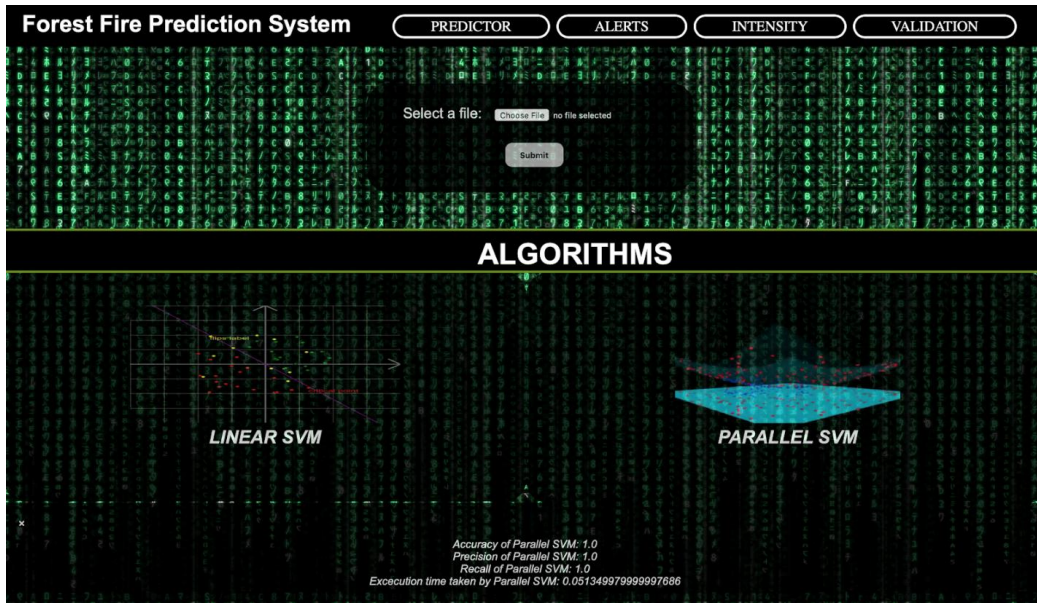 Forest Fire Prediction System
PREDICTOR
ALERTS
INTENSITY
VALIDATION
Select a file: Choose File no file selected
Submit
ALGORITHMS
LINEAR SVM
PARALLEL SVM
×
Accuracy of Parallel SVM: 1.0
Precision of Parallel SVM: 1.0
Recall of Parallel SVM: 1.0
Excecution time taken by Parallel SVM: 0.051349979999997686